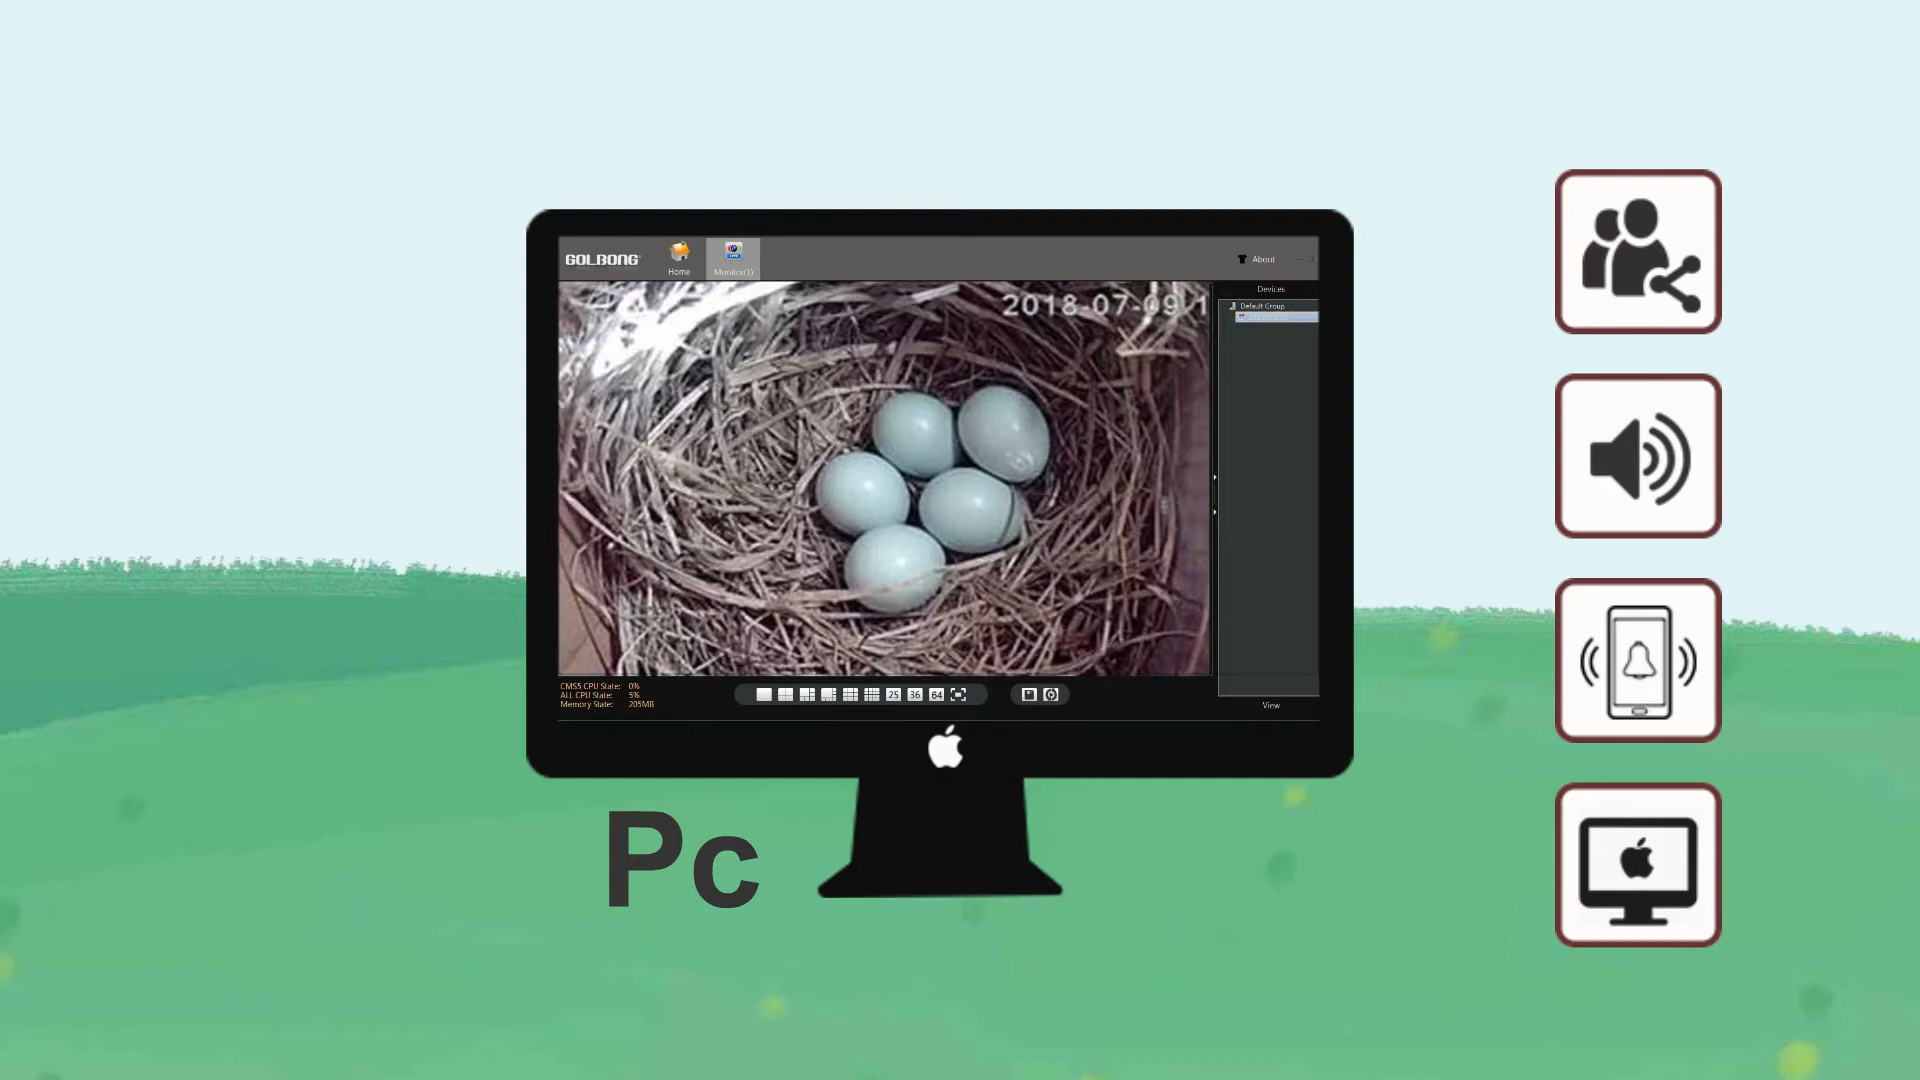 GOLBONG
Home
Monitor(1)
About
2018-07-09 1
Devices
Default Group
CMS5 CPU State: 0%
ALL CPU State: 5%
Memory State: 205MB
25 36 64
View
Pc